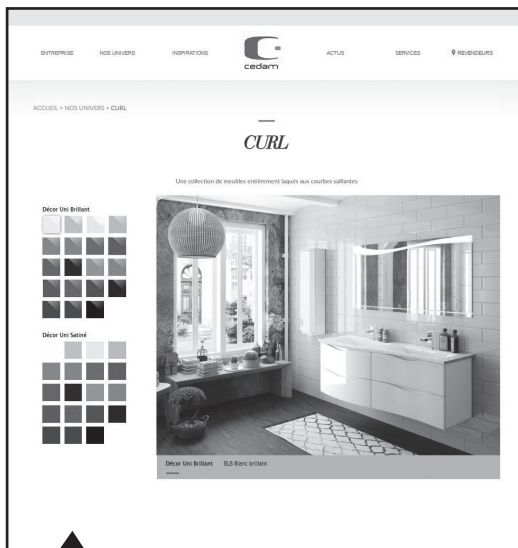 ENTREPRISE NOS UNIVERS INSPIRATIONS cedam ACTUS SERVICES REVENDEURS
ACCUEIL > NOS UNIVERS > CURL
CURL
Une collection de meubles entièrement laqués aux courbes saillantes
Décor Uni Brillant
Décor Uni Satiné
Décor Uni Brillant BLB Blanc brillant